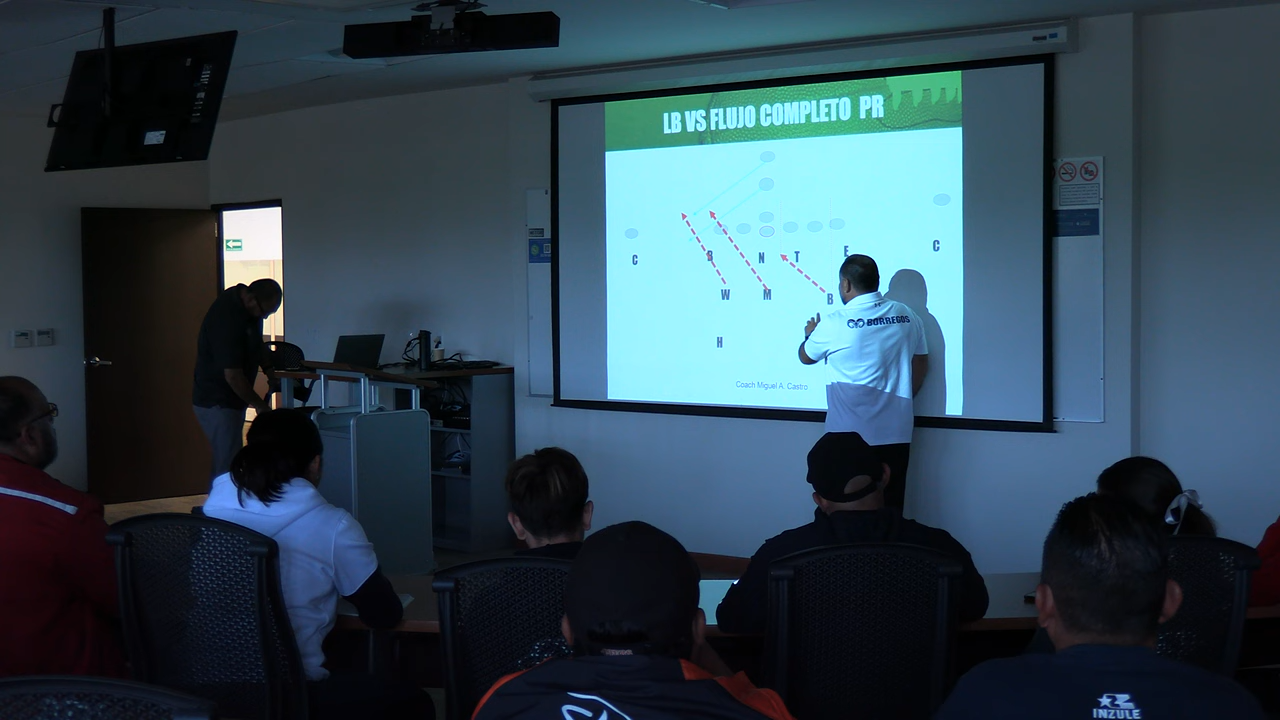 LB VS FLUJO COMPLETO PR
C
B
N
T
E
C
W
M
B
H
Coach Miguel A. Castro
BORREGOS
INZULE